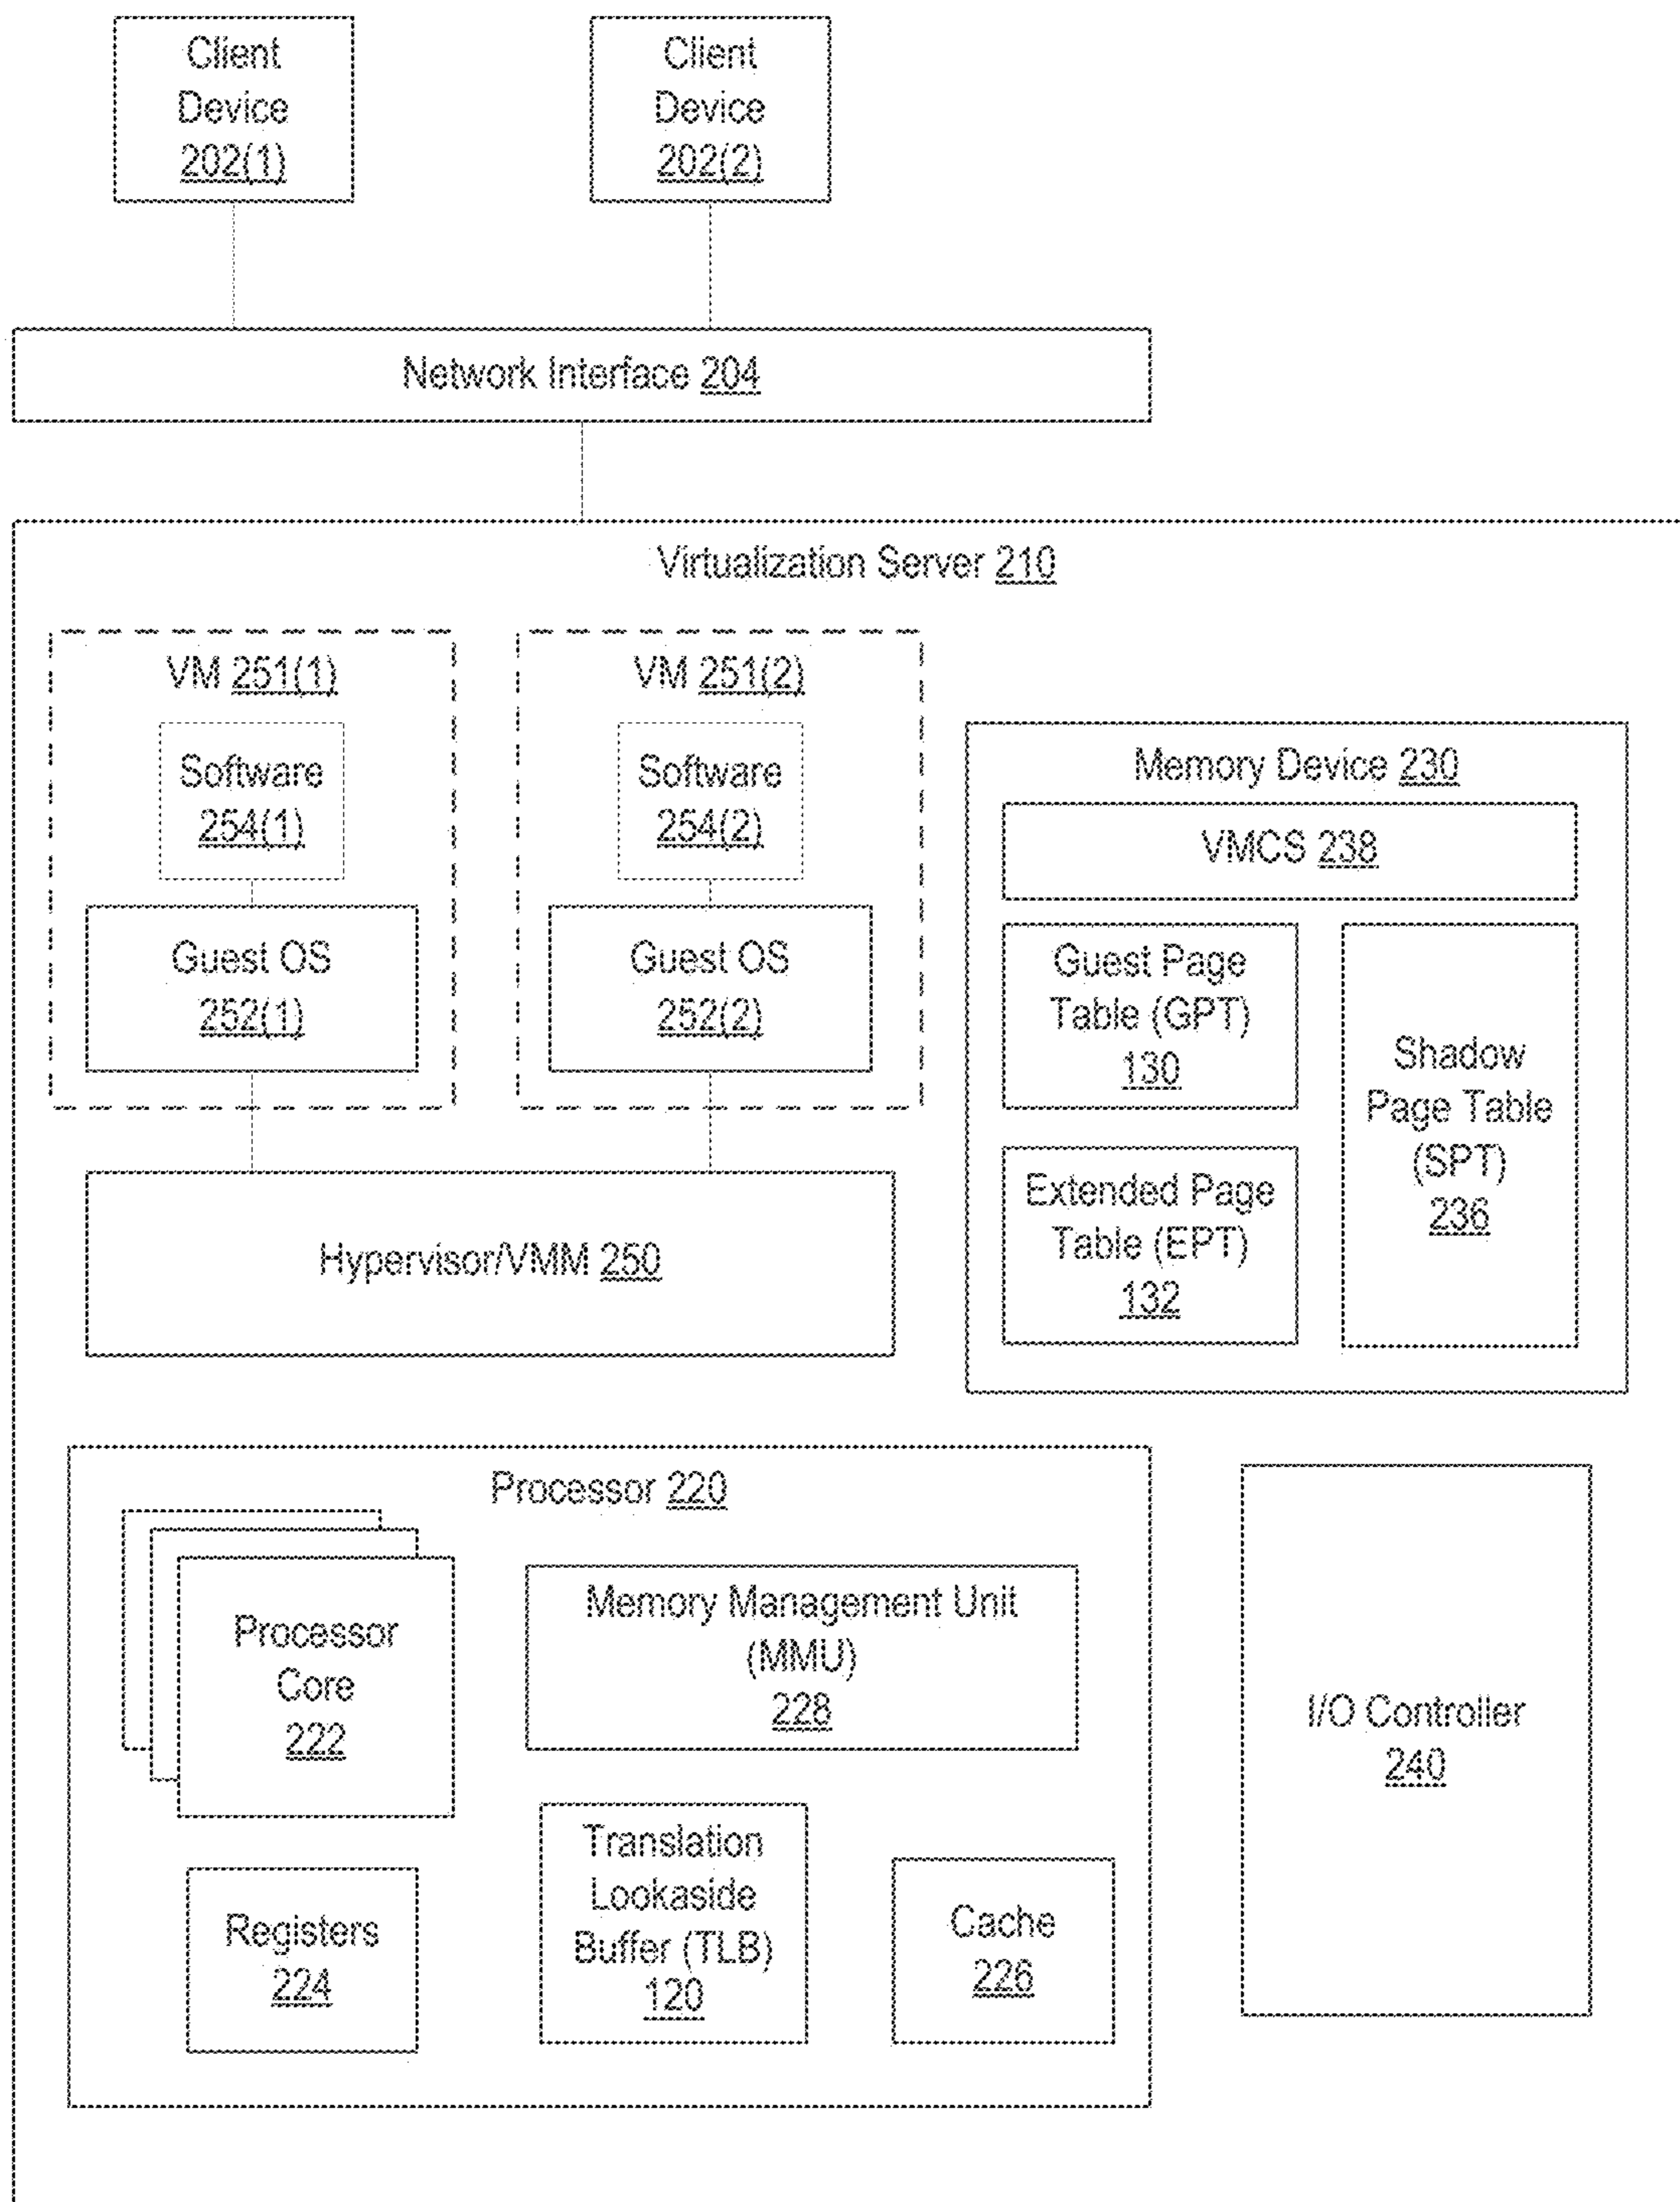 Client
Device
202(1)
Client
Device
202(2)
Network Interface 204
Virtualization Server 210
VM 251(1)
Software
254(1)
Guest OS
252(1)
VM 251(2)
Software
254(2)
Guest OS
252(2)
Hypervisor/VMM 250
Memory Device 230
VMCS 238
Guest Page
Table (GPT)
130
Extended Page
Table (EPT)
132
Shadow
Page Table
(SPT)
236
Processor 220
Processor
Core
222
Memory Management Unit
(MMU)
228
Registers
224
Translation
Lookaside
Buffer (TLB)
120
Cache
226
I/O Controller
240